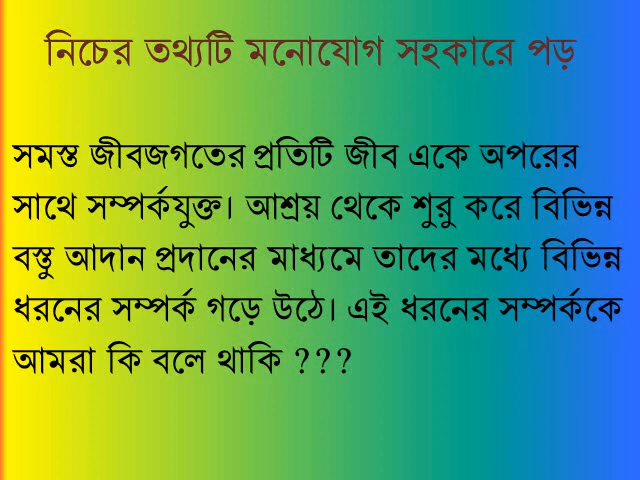 নিচের তথ্যটি মনোযোগ সহকারে পড়
সমস্ত জীবজগতের প্রতিটি জীব একে অপরের
সাথে সম্পর্কযুক্ত। আশ্রয় থেকে শুরু করে বিভিন্ন
বস্তু আদান প্রদানের মাধ্যমে তাদের মধ্যে বিভিন্ন
ধরনের সম্পর্ক গড়ে উঠে। এই ধরনের সম্পর্ককে
আমরা কি বলে থাকি ???